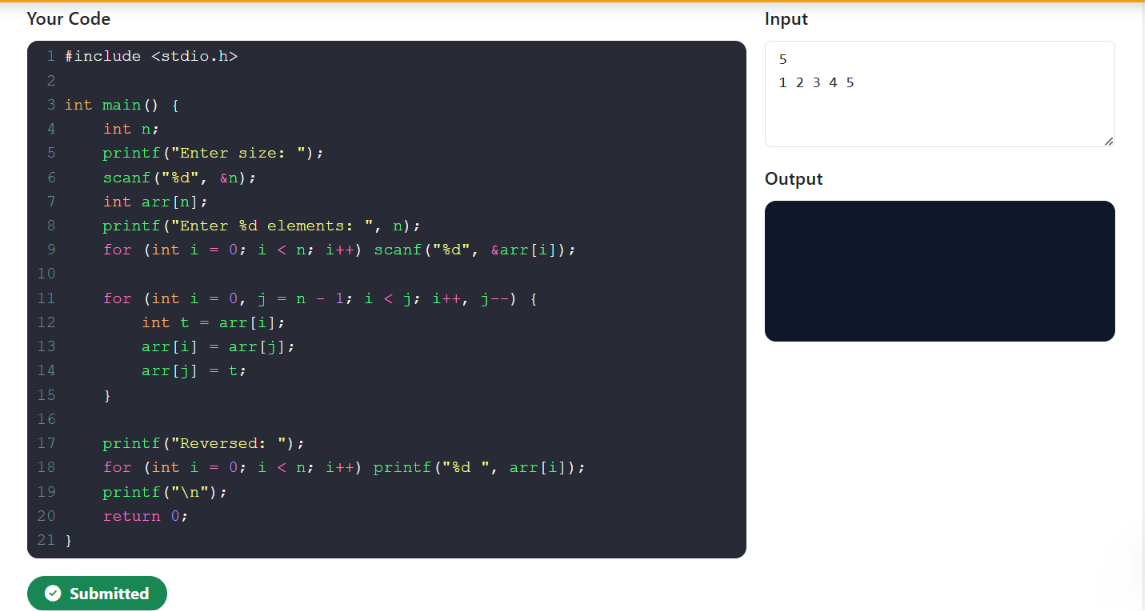 Your Code
1 #include <stdio.h>
2
3 int main() {
4     int n;
5     printf("Enter size: ");
6     scanf("%d", &n);
7     int arr[n];
8     printf("Enter %d elements: ", n);
9     for (int i = 0; i < n; i++) scanf("%d", &arr[i]);
10
11     for (int i = 0, j = n - 1; i < j; i++, j--) {
12         int t = arr[i];
13         arr[i] = arr[j];
14         arr[j] = t;
15     }
16
17     printf("Reversed: ");
18     for (int i = 0; i < n; i++) printf("%d ", arr[i]);
19     printf("\n");
20     return 0;
21 }
Submitted
Input
5
1 2 3 4 5
Output